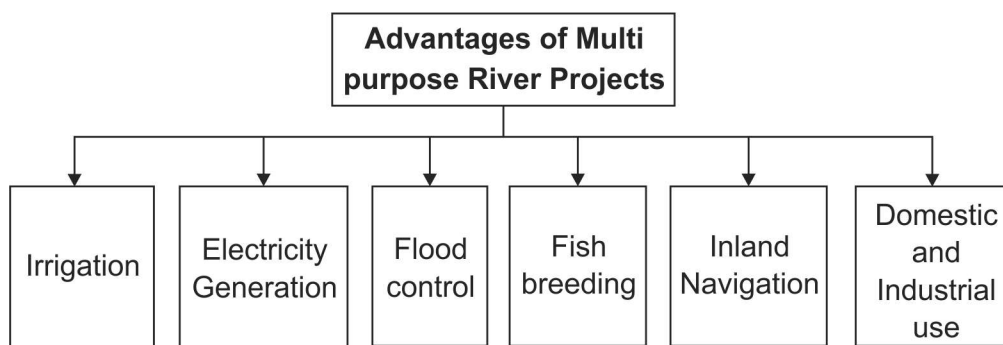 Advantages of Multi
purpose River Projects
Irrigation
Electricity
Generation
Flood
control
Fish
breeding
Inland
Navigation
Domestic
and
Industrial
use